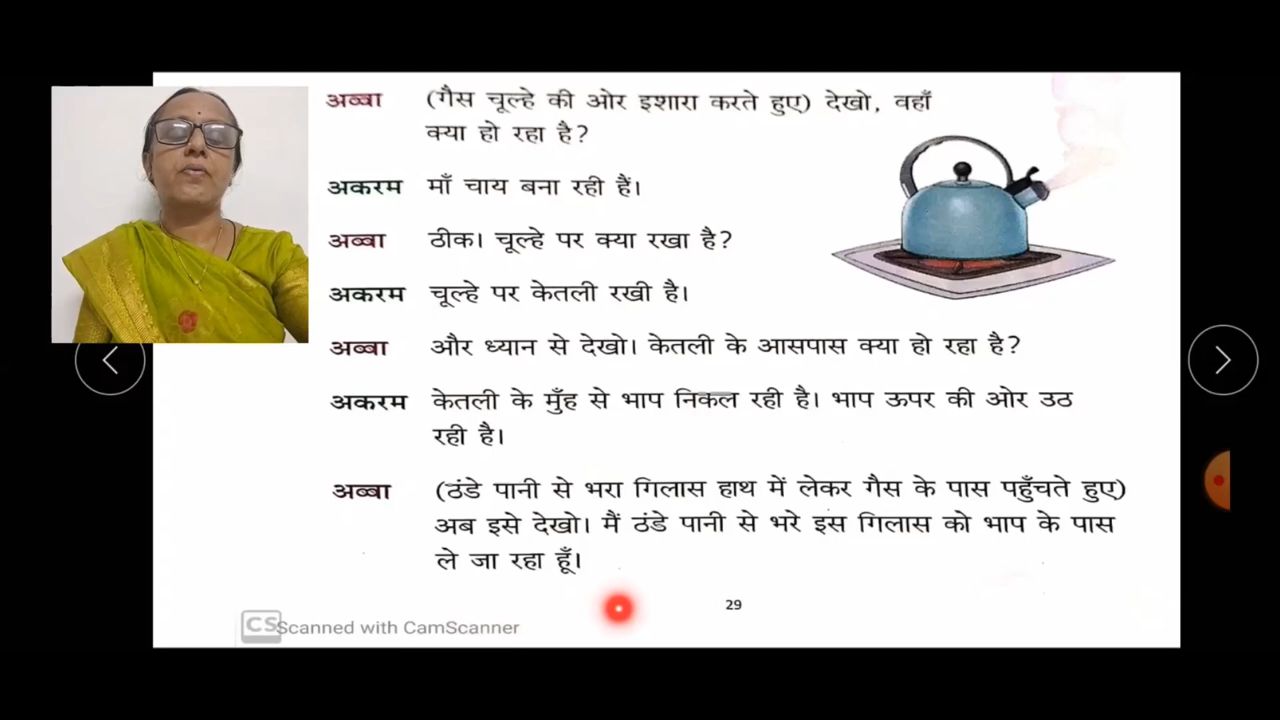 अब्बा (गैस चूल्हे की ओर इशारा करते हुए) देखो, वहाँ
क्या हो रहा है?
अकरम माँ चाय बना रही हैं।
अब्बा ठीक। चूल्हे पर क्या रखा है?
अकरम चूल्हे पर केतली रखी है।
अब्बा और ध्यान से देखो। केतली के आसपास क्या हो रहा है?
अकरम केतली के मुँह से भाप निकल रही है। भाप ऊपर की ओर उठ
रही है।
अब्बा (ठंडे पानी से भरा गिलास हाथ में लेकर गैस के पास पहुँचते हुए)
अब इसे देखो। मैं ठंडे पानी से भरे इस गिलास को भाप के पास
ले जा रहा हूँ।
29
CS Scanned with CamScanner